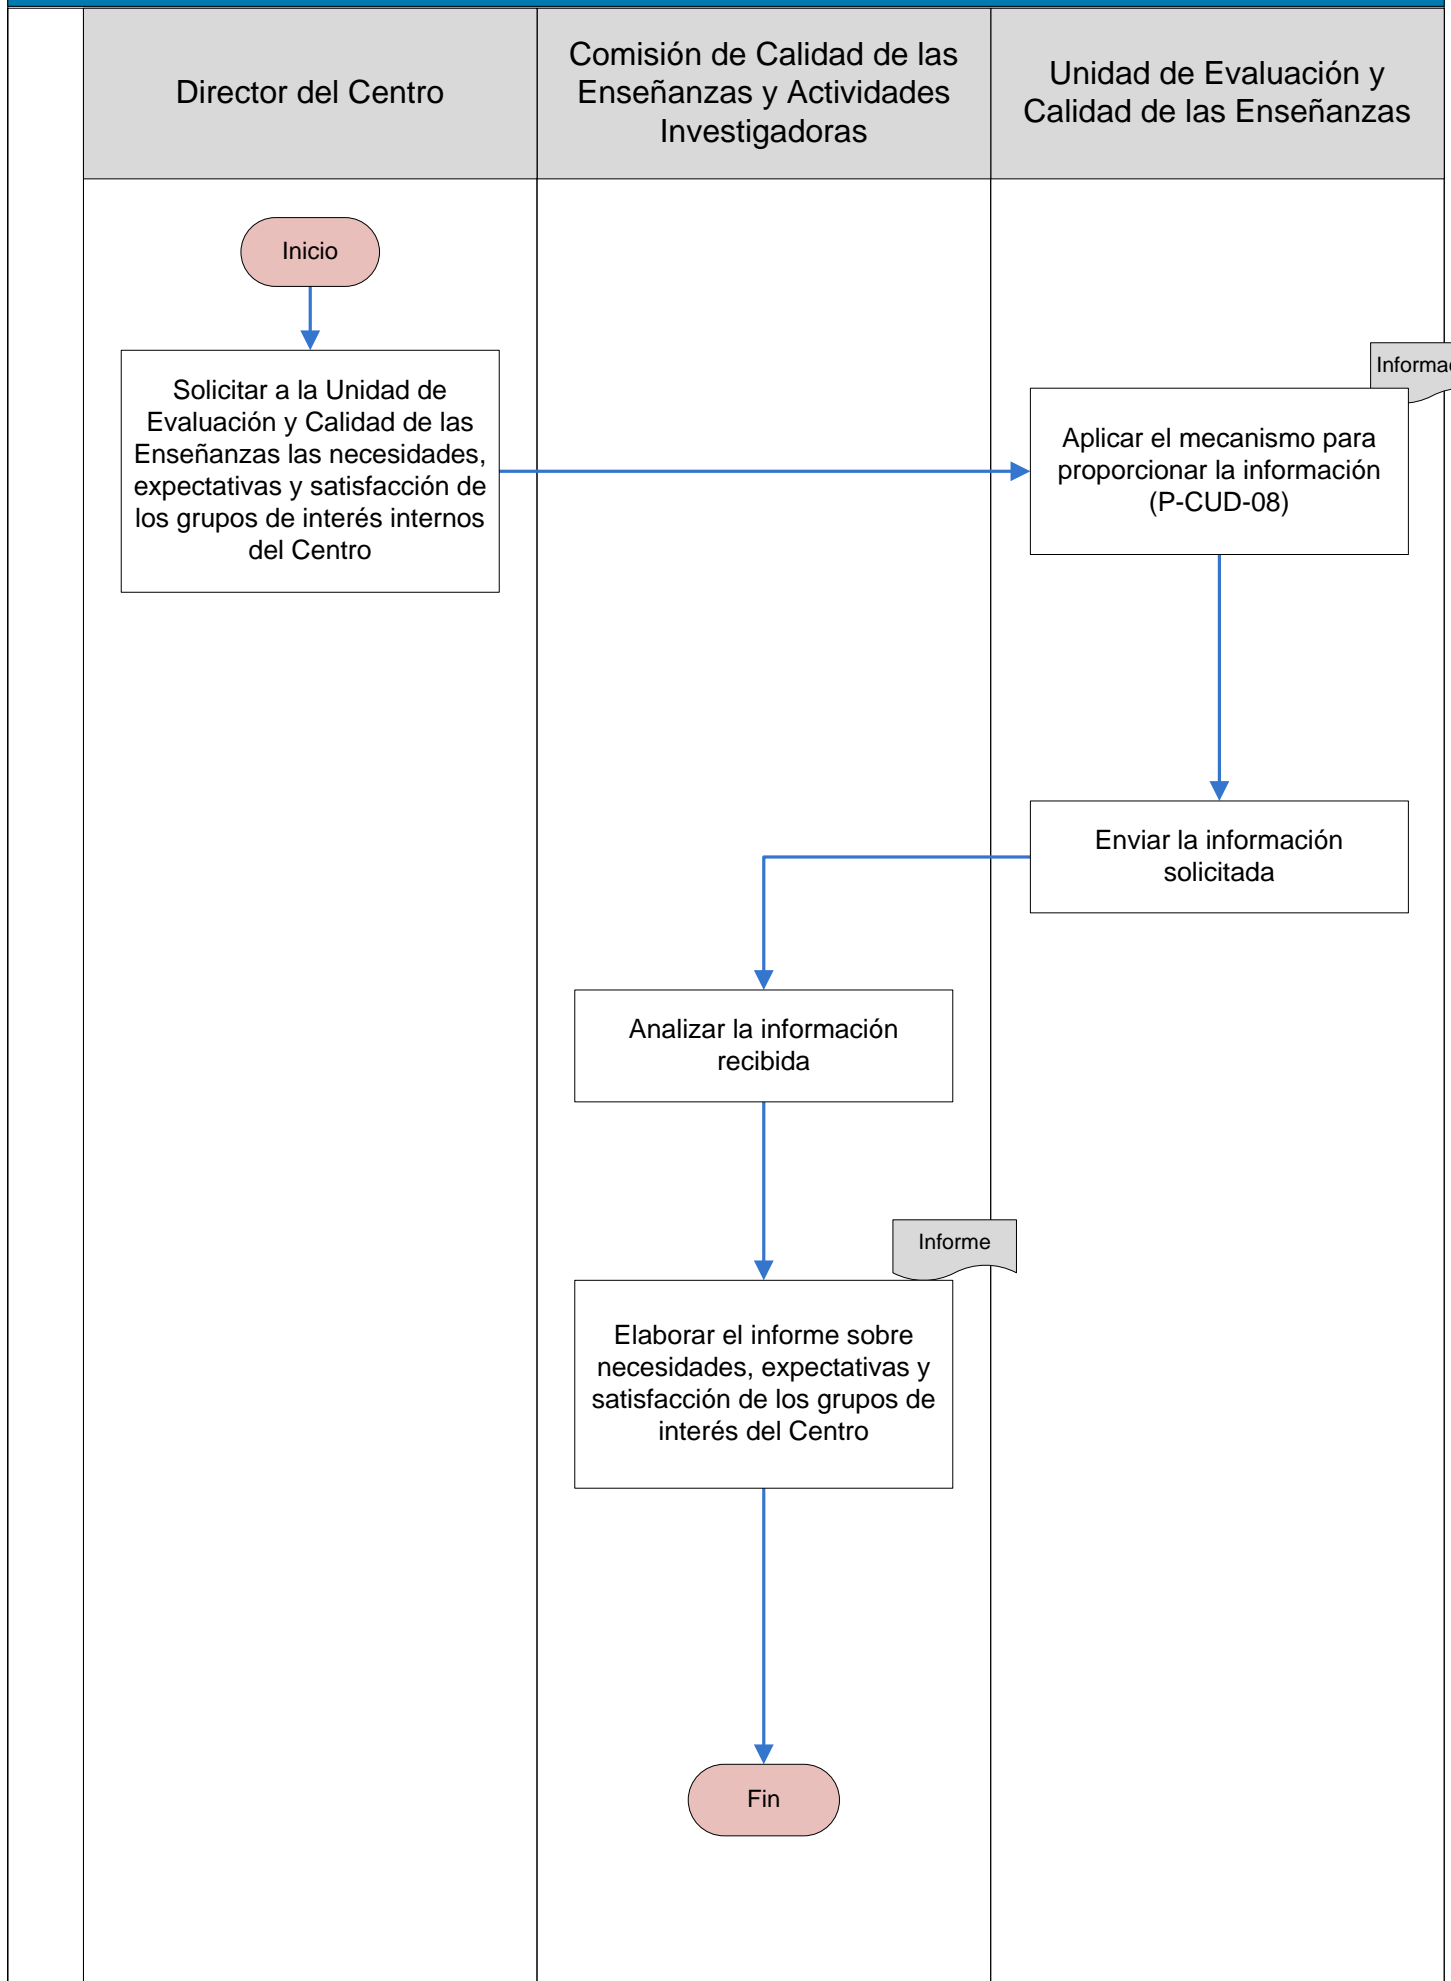 Director del Centro
Comisión de Calidad de las
Enseñanzas y Actividades
Investigadoras
Unidad de Evaluación y
Calidad de las Enseñanzas
Inicio
Solicitar a la Unidad de
Evaluación y Calidad de las
Enseñanzas las necesidades,
expectativas y satisfacción de
los grupos de interés internos
del Centro
Aplicar el mecanismo para
proporcionar la información
(P-CUD-08)
Enviar la información
solicitada
Analizar la información
recibida
Informe
Elaborar el informe sobre
necesidades, expectativas y
satisfacción de los grupos de
interés del Centro
Fin